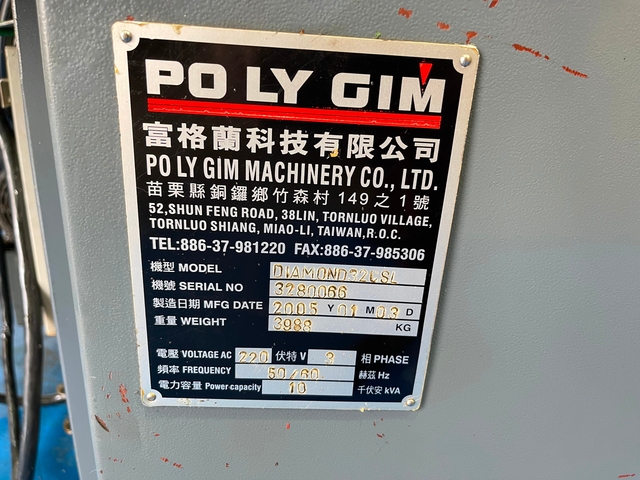 PO LY GIM
富格蘭科技有限公司
PO LY GIM MACHINERY CO., LTD.
苗栗縣銅鑼鄉竹森村 149 之 1 號
52,SHUN FENG ROAD, 38LIN, TORNLUO VILLAGE,
TORNLUO SHIANG, MIAO-LI, TAIWAN,R.O.C.
TEL:886-37-981220 FAX:886-37-985306
機型 MODEL DIAMOND32CSL
機號 SERIAL NO 3280066
製造日期 MFG DATE 2005 Y 01 M 03 D
重量 WEIGHT 3988 KG
電壓 VOLTAGE AC 220 伏特 V 3 相 PHASE
頻率 FREQUENCY 50/60 赫茲 Hz
電力容量 Power capacity 10 千伏安 kVA